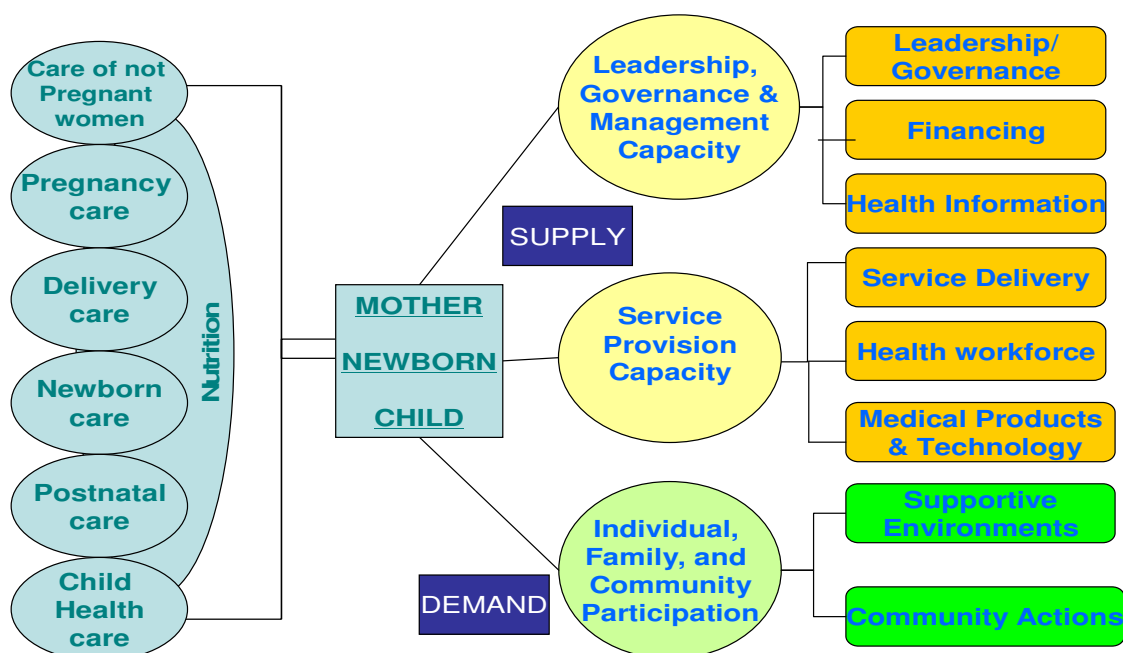 Care of not
Pregnant
women
Pregnancy
care
Delivery
care
Newborn
care
Postnatal
care
Child
Health
care
Nutrition
MOTHER
NEWBORN
CHILD
SUPPLY
DEMAND
Leadership,
Governance &
Management
Capacity
Service
Provision
Capacity
Individual,
Family, and
Community
Participation
Leadership/
Governance
Financing
Health Information
Service Delivery
Health workforce
Medical Products
& Technology
Supportive
Environments
Community Actions